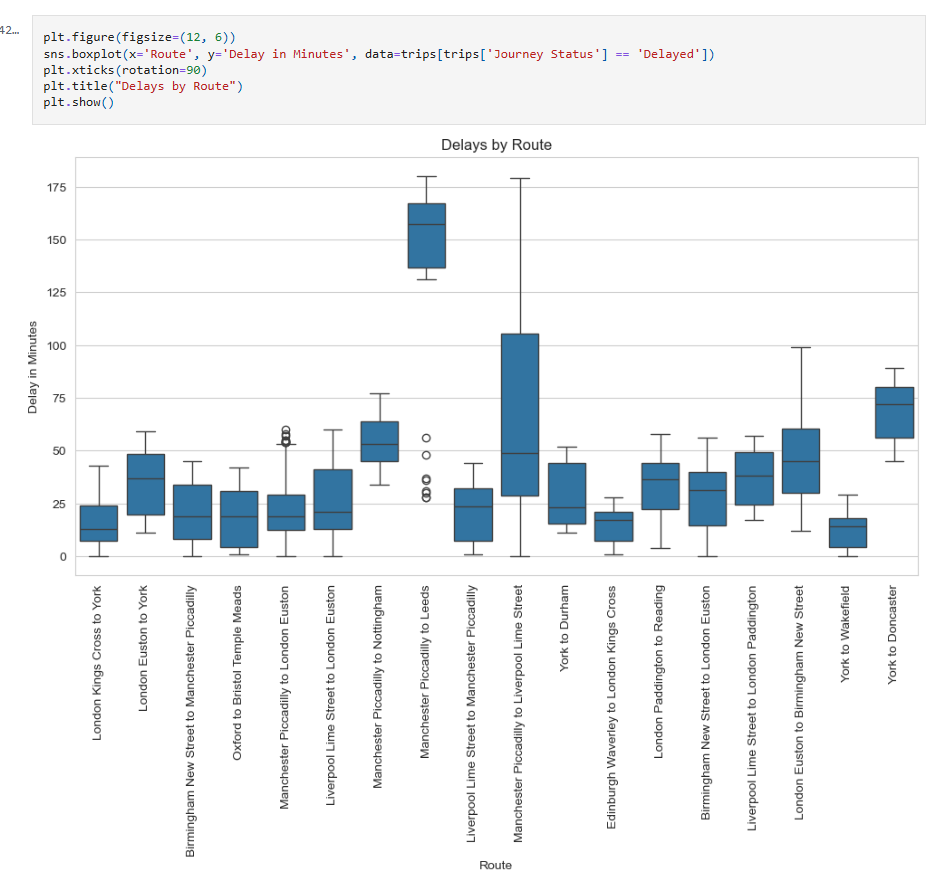 42…
plt.figure(figsize=(12, 6))
sns.boxplot(x='Route', y='Delay in Minutes', data=trips[trips['Journey Status'] == 'Delayed'])
plt.xticks(rotation=90)
plt.title("Delays by Route")
plt.show()
Delays by Route
Delay in Minutes
175
150
125
100
75
50
25
0
London Kings Cross to York
London Euston to York
Birmingham New Street to Manchester Piccadilly
Oxford to Bristol Temple Meads
Manchester Piccadilly to London Euston
Liverpool Lime Street to London Euston
Manchester Piccadilly to Nottingham
Manchester Piccadilly to Leeds
Liverpool Lime Street to Manchester Piccadilly
Manchester Piccadilly to Liverpool Lime Street
York to Durham
Edinburgh Waverley to London Kings Cross
London Paddington to Reading
Birmingham New Street to London Euston
Liverpool Lime Street to London Paddington
London Euston to Birmingham New Street
York to Wakefield
York to Doncaster
Route